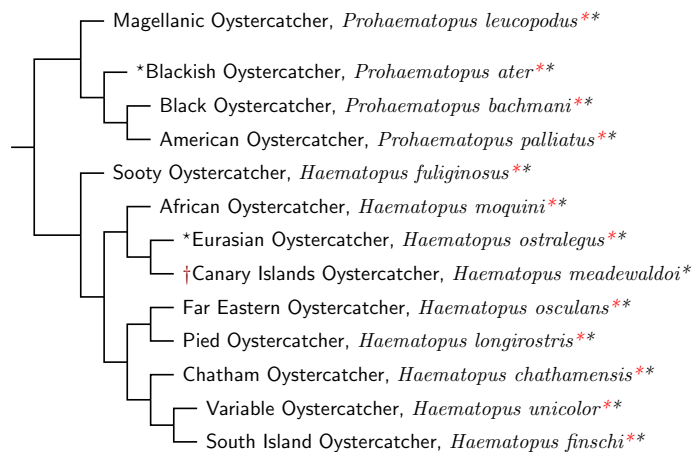 Magellanic Oystercatcher, Prohaematopus leucopodus**
*Blackish Oystercatcher, Prohaematopus ater**
Black Oystercatcher, Prohaematopus bachmani**
American Oystercatcher, Prohaematopus palliatus**
Sooty Oystercatcher, Haematopus fuliginosus**
African Oystercatcher, Haematopus moquini**
*Eurasian Oystercatcher, Haematopus ostralegus**
†Canary Islands Oystercatcher, Haematopus meadewaldoi*
Far Eastern Oystercatcher, Haematopus osculans**
Pied Oystercatcher, Haematopus longirostris**
Chatham Oystercatcher, Haematopus chathamensis**
Variable Oystercatcher, Haematopus unicolor**
South Island Oystercatcher, Haematopus finschi**